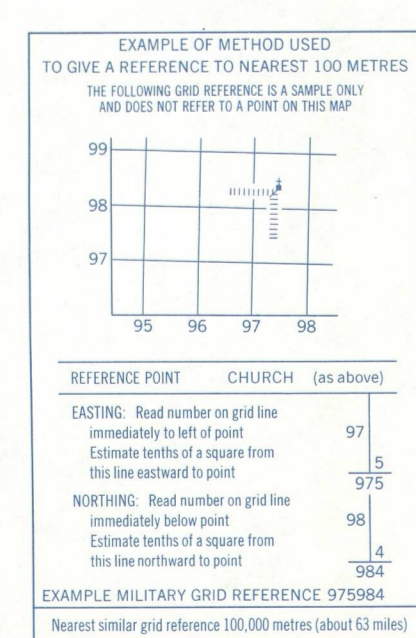 EXAMPLE OF METHOD USED
TO GIVE A REFERENCE TO NEAREST 100 METRES
THE FOLLOWING GRID REFERENCE IS A SAMPLE ONLY
AND DOES NOT REFER TO A POINT ON THIS MAP
99
98
97
95 96 97 98
REFERENCE POINT CHURCH (as above)
EASTING: Read number on grid line
immediately to left of point 97
Estimate tenths of a square from
this line eastward to point 5
975
NORTHING: Read number on grid line
immediately below point 98
Estimate tenths of a square from
this line northward to point 4
984
EXAMPLE MILITARY GRID REFERENCE 975984
Nearest similar grid reference 100,000 metres (about 63 miles)